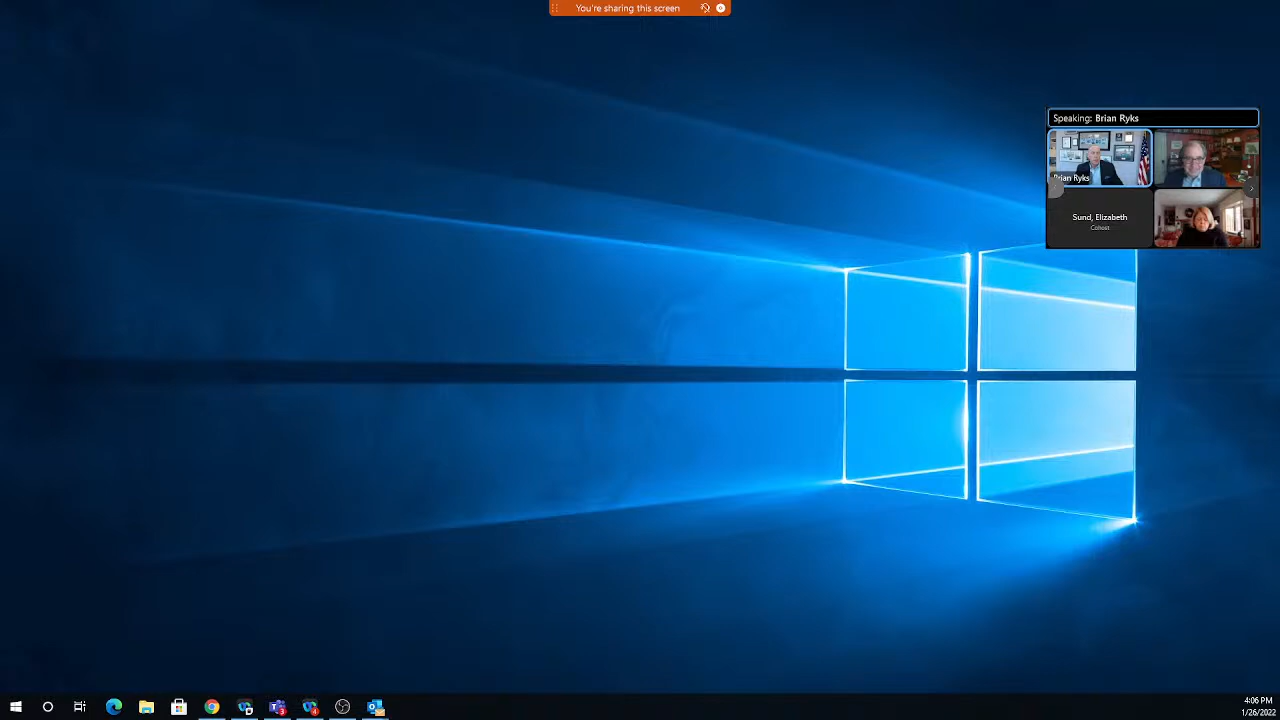 You're sharing this screen
Speaking: Brian Ryks
Brian Ryks
Sund, Elizabeth
Cohost
4:06 PM
1/26/2022